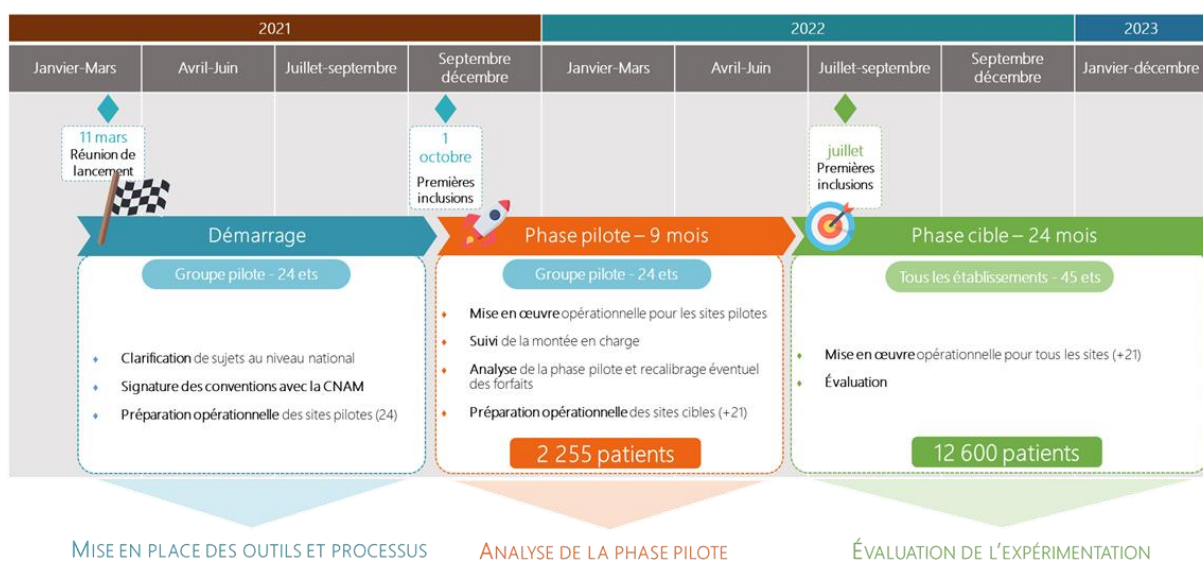 2021
2022
2023
Janvier-Mars
Avril-Juin
Juillet-septembre
Septembre
décembre
Janvier-Mars
Avril-Juin
Juillet-septembre
Septembre
décembre
Janvier-décembre
11 mars
Réunion de
lancement
1
octobre
Premières
inclusions
juillet
Premières
inclusions
Démarrage
Groupe pilote - 24 ets
Clarification de sujets au niveau national
Signature des conventions avec la CNAM
Préparation opérationnelle des sites pilotes (24)
Phase pilote – 9 mois
Groupe pilote - 24 ets
Mise en œuvre opérationnelle pour les sites pilotes
Suivi de la montée en charge
Analyse de la phase pilote et recalibrage éventuel
des forfaits
Préparation opérationnelle des sites cibles (+21)
2 255 patients
Phase cible – 24 mois
Tous les établissements - 45 ets
Mise en œuvre opérationnelle pour tous les sites (+21)
Évaluation
12 600 patients
MISE EN PLACE DES OUTILS ET PROCESSUS
ANALYSE DE LA PHASE PILOTE
ÉVALUATION DE L'EXPÉRIMENTATION